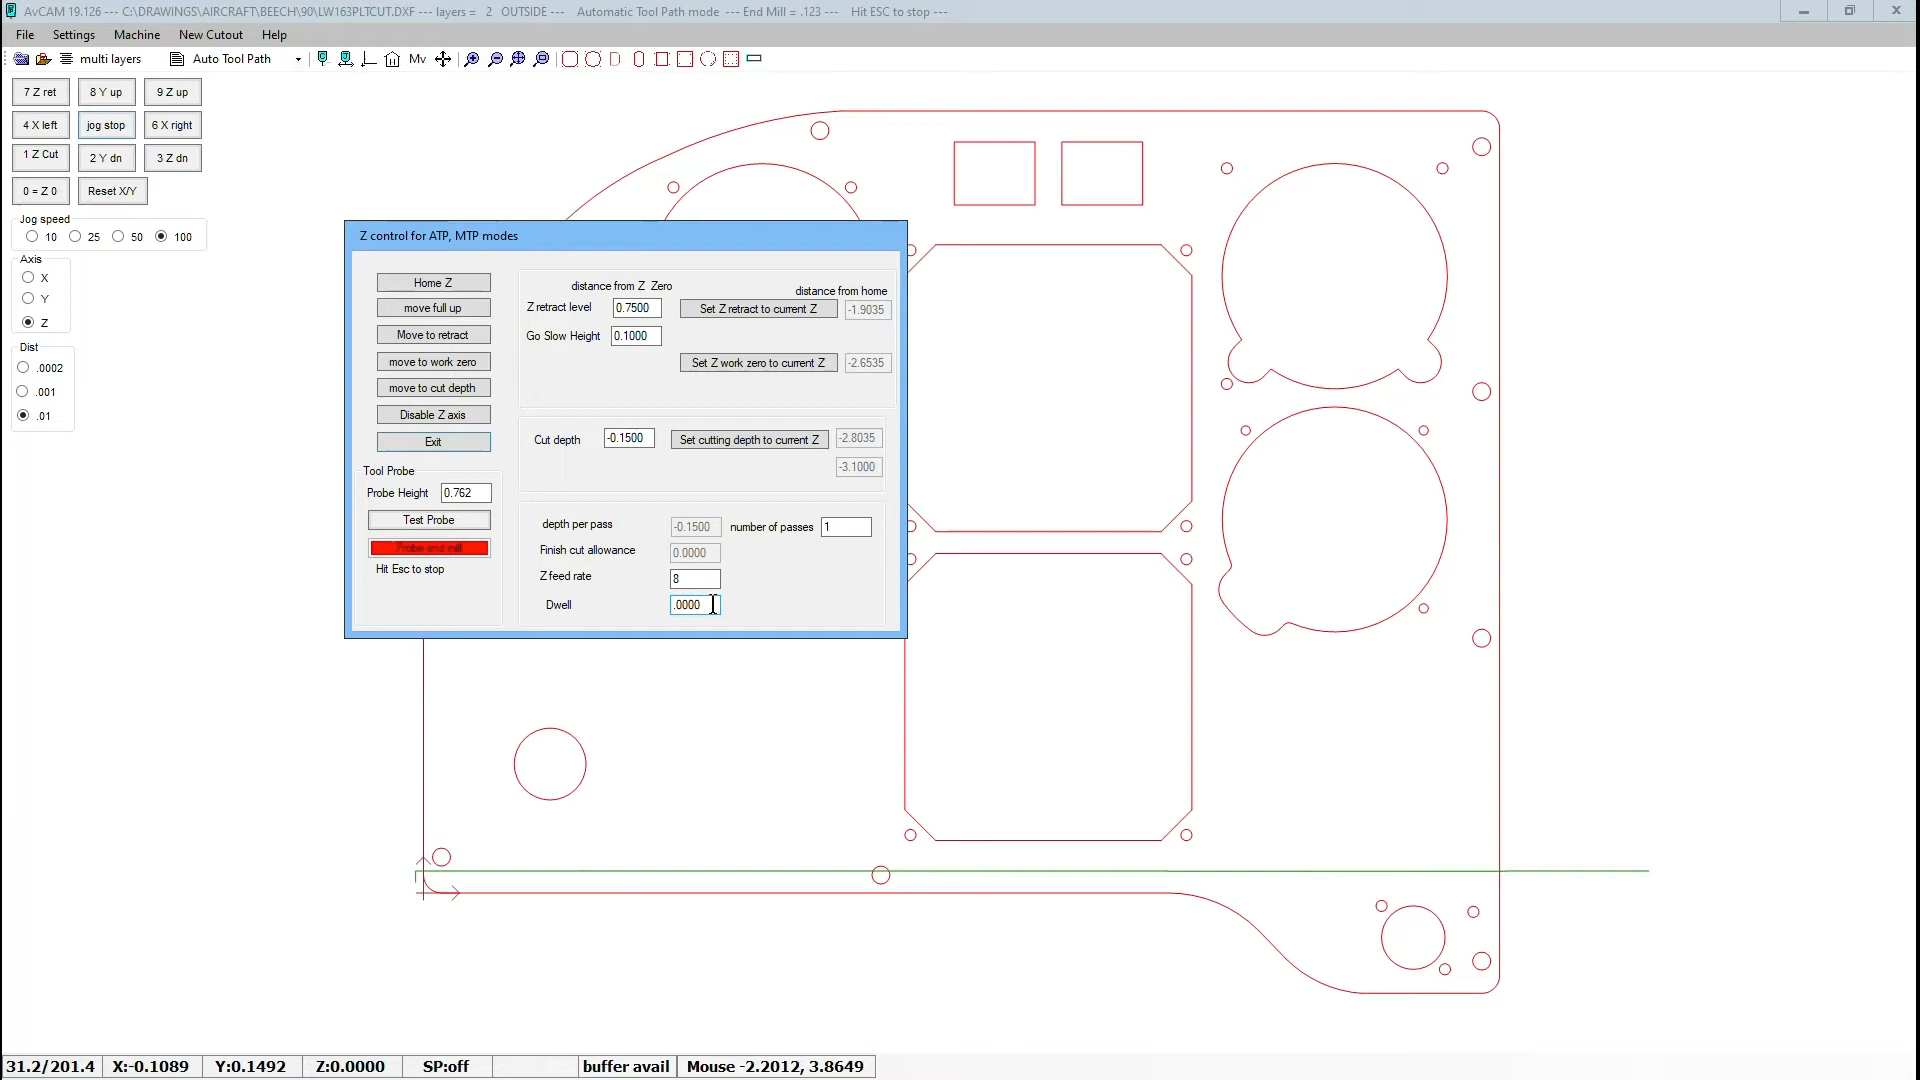 AvCAM 19.126 --- C:\DRAWINGS\AIRCRAFT\BEECH\90\LW163PLTCUT.DXF --- layers = 2 OUTSIDE --- Automatic Tool Path mode --- End Mill = .123 --- Hit ESC to stop ---
File Settings Machine New Cutout Help
multi layers Auto Tool Path Mv
7 Z ret 8 Y up 9 Z up
4 X left jog stop 6 X right
1 Z Cut 2 Y dn 3 Z dn
0 = Z 0 Reset X/Y
Jog speed
10 25 50 100
Axis
X
Y
Z
Dist
.0002
.001
.01
Z control for ATP, MTP modes
Home Z
move full up
Move to retract
move to work zero
move to cut depth
Disable Z axis
Exit
Tool Probe
Probe Height 0.762
Test Probe
Probe and mill
Hit Esc to stop
distance from Z Zero
distance from home
Z retract level 0.7500 Set Z retract to current Z -1.9035
Go Slow Height 0.1000
Set Z work zero to current Z -2.6535
Cut depth -0.1500 Set cutting depth to current Z -2.8035
-3.1000
depth per pass -0.1500 number of passes 1
Finish cut allowance 0.0000
Z feed rate 8
Dwell .0000
31.2/201.4 X:-0.1089 Y:0.1492 Z:0.0000 SP:off buffer avail Mouse -2.2012, 3.8649